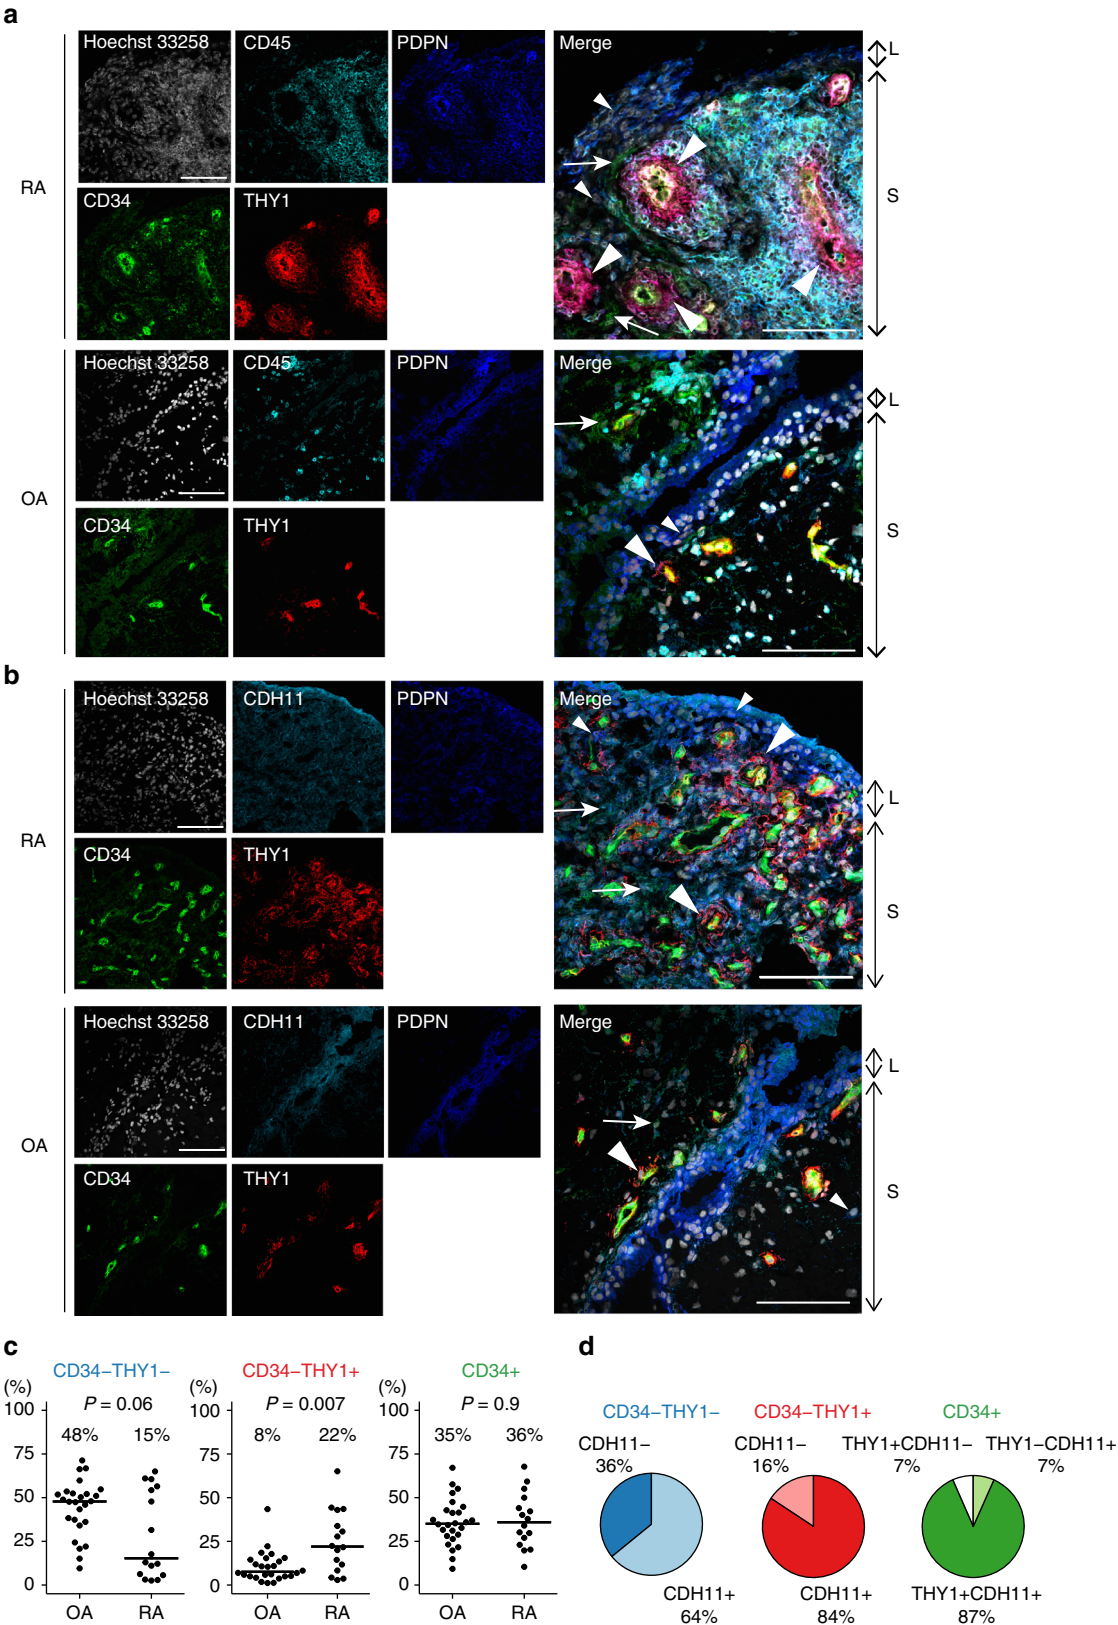 a
RA
Hoechst 33258
CD45
PDPN
Merge
L
S
CD34
THY1
OA
Hoechst 33258
CD45
PDPN
Merge
L
S
CD34
THY1
b
RA
Hoechst 33258
CDH11
PDPN
Merge
L
S
CD34
THY1
OA
Hoechst 33258
CDH11
PDPN
Merge
L
S
CD34
THY1
c
CD34–THY1–
(%)
P = 0.06
100
48% 15%
75
50
25
0
OA RA
CD34–THY1+
(%)
P = 0.007
100
8% 22%
75
50
25
0
OA RA
CD34+
(%)
P = 0.9
100
35% 36%
75
50
25
0
OA RA
d
CD34–THY1–
CDH11–
36%
CDH11+
64%
CD34–THY1+
CDH11–
16%
CDH11+
84%
CD34+
THY1+CDH11–
7%
THY1–CDH11+
7%
THY1+CDH11+
87%